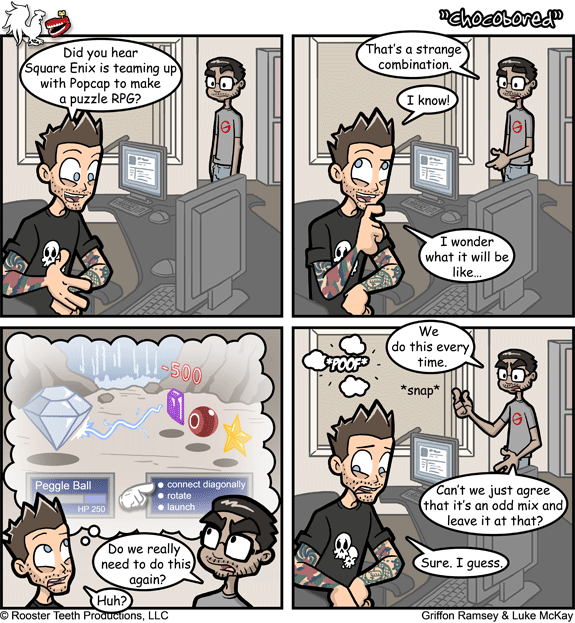 "chocobored"
Did you hear
Square Enix is teaming up
with Popcap to make
a puzzle RPG?
That's a strange
combination.
I know!
I wonder
what it will be
like...
-500
Peggle Ball
HP 250
connect diagonally
rotate
launch
Do we really
need to do this
again?
Huh?
*POOF*
We
do this every
time.
*snap*
Can't we just agree
that it's an odd mix and
leave it at that?
Sure. I guess.
© Rooster Teeth Productions, LLC
Griffon Ramsey & Luke McKay